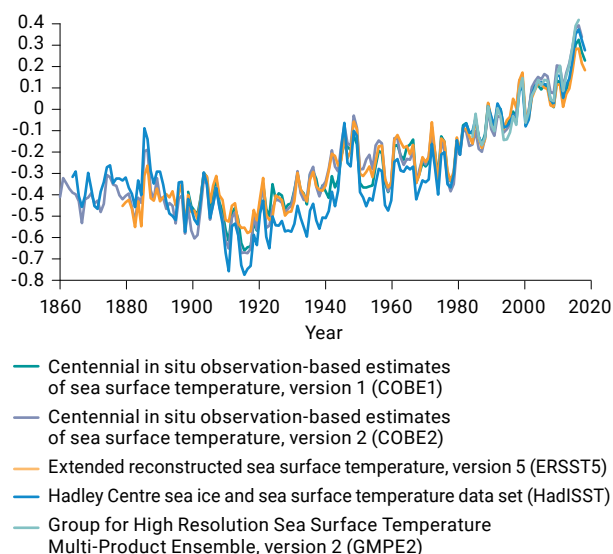 0.4
0.3
0.2
0.1
0
-0.1
-0.2
-0.3
-0.4
-0.5
-0.6
-0.7
-0.8
1860 1880 1900 1920 1940 1960 1980 2000 2020
Year
Centennial in situ observation-based estimates
of sea surface temperature, version 1 (COBE1)
Centennial in situ observation-based estimates
of sea surface temperature, version 2 (COBE2)
Extended reconstructed sea surface temperature, version 5 (ERSST5)
Hadley Centre sea ice and sea surface temperature data set (HadISST)
Group for High Resolution Sea Surface Temperature
Multi-Product Ensemble, version 2 (GMPE2)